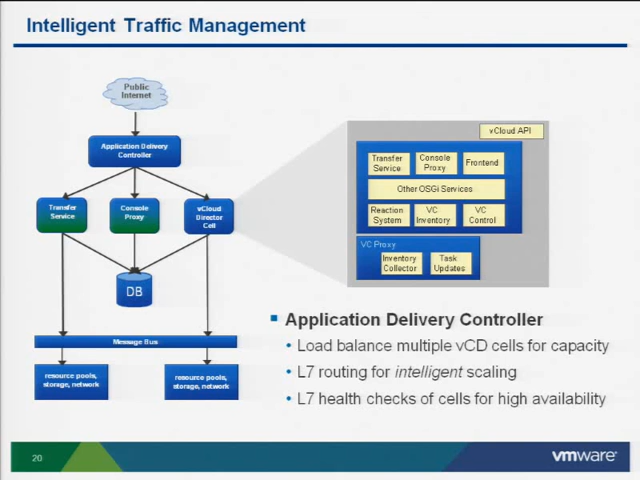 Intelligent Traffic Management
Public
Internet
Application Delivery
Controller
Transfer
Service
Console
Proxy
vCloud
Director
Cell
DB
Message Bus
resource pools,
storage, network
resource pools,
storage, network
vCloud API
Transfer
Service
Console
Proxy
Frontend
Other OSGi Services
Reaction
System
VC
Inventory
VC
Control
VC Proxy
Inventory
Collector
Task
Updates
Application Delivery Controller
• Load balance multiple vCD cells for capacity
• L7 routing for intelligent scaling
• L7 health checks of cells for high availability
20
vmware